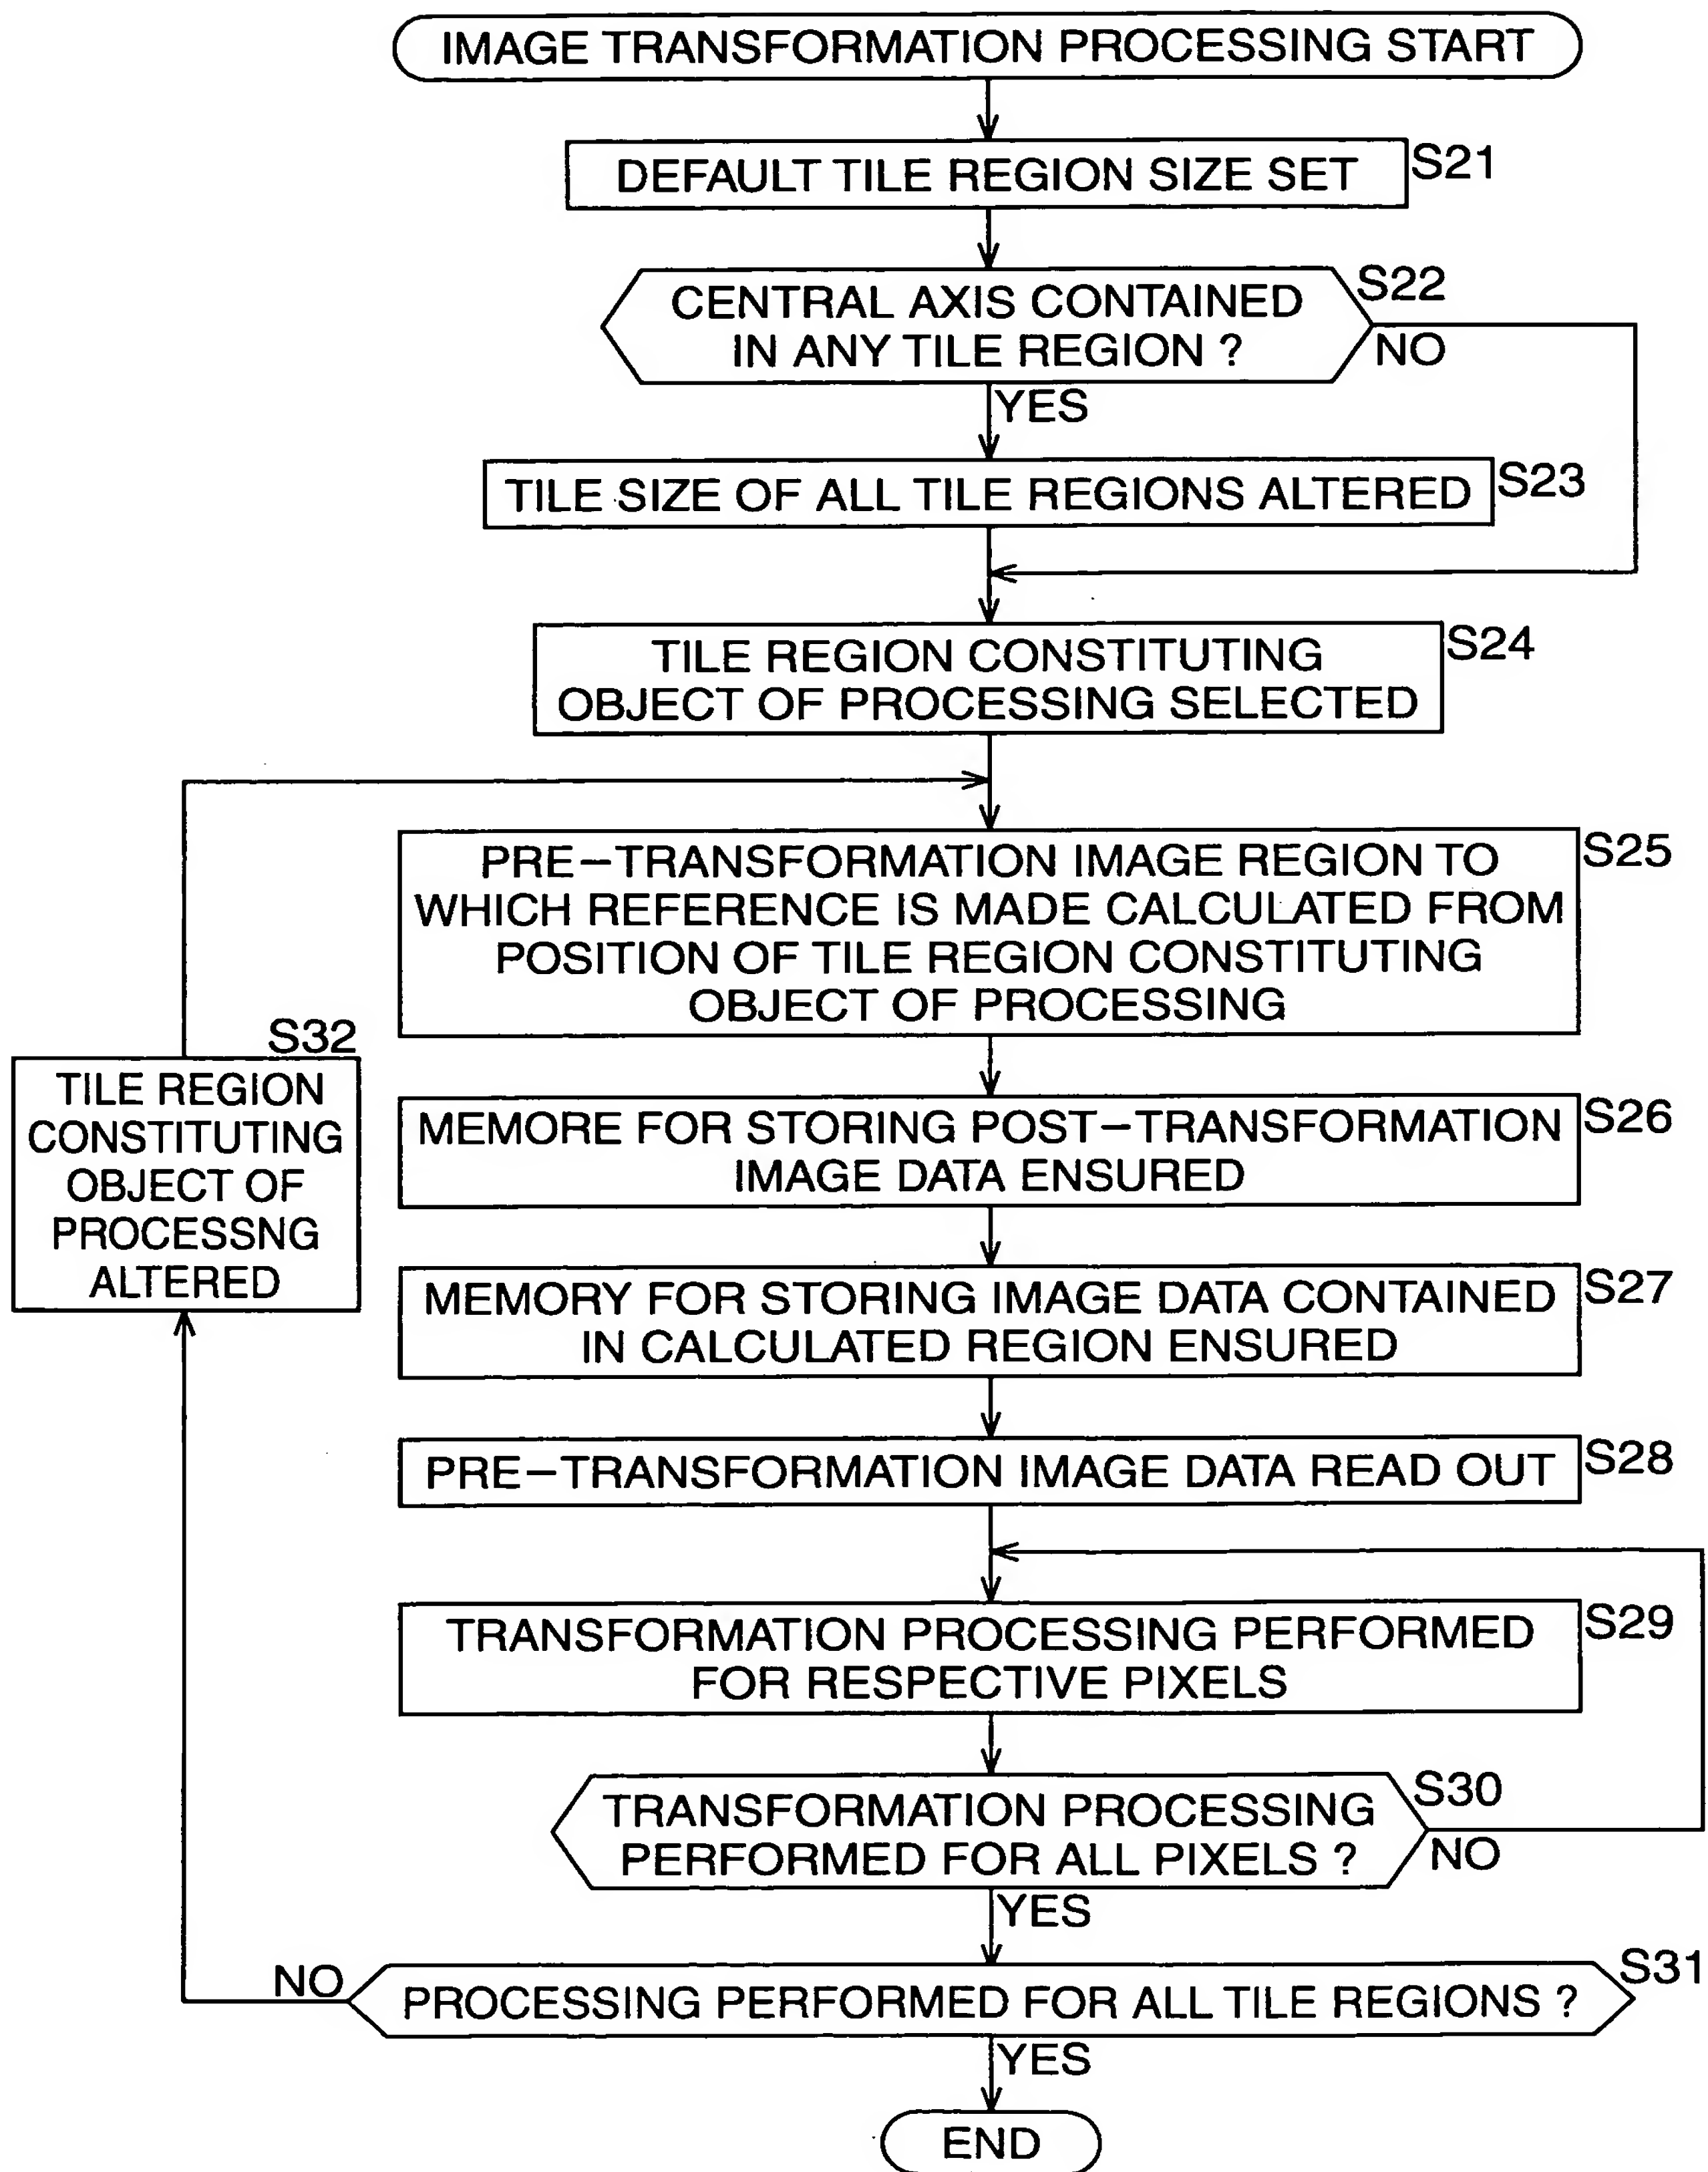 IMAGE TRANSFORMATION PROCESSING START
DEFAULT TILE REGION SIZE SET
S21
CENTRAL AXIS CONTAINED
IN ANY TILE REGION ?
S22
NO
YES
TILE SIZE OF ALL TILE REGIONS ALTERED
S23
TILE REGION CONSTITUTING
OBJECT OF PROCESSING SELECTED
S24
PRE-TRANSFORMATION IMAGE REGION TO
WHICH REFERENCE IS MADE CALCULATED FROM
POSITION OF TILE REGION CONSTITUTING
OBJECT OF PROCESSING
S25
S32
TILE REGION
CONSTITUTING
OBJECT OF
PROCESSNG
ALTERED
MEMORE FOR STORING POST-TRANSFORMATION
IMAGE DATA ENSURED
S26
MEMORY FOR STORING IMAGE DATA CONTAINED
IN CALCULATED REGION ENSURED
S27
PRE-TRANSFORMATION IMAGE DATA READ OUT
S28
TRANSFORMATION PROCESSING PERFORMED
FOR RESPECTIVE PIXELS
S29
TRANSFORMATION PROCESSING
PERFORMED FOR ALL PIXELS ?
S30
NO
YES
NO
PROCESSING PERFORMED FOR ALL TILE REGIONS ?
S31
YES
END